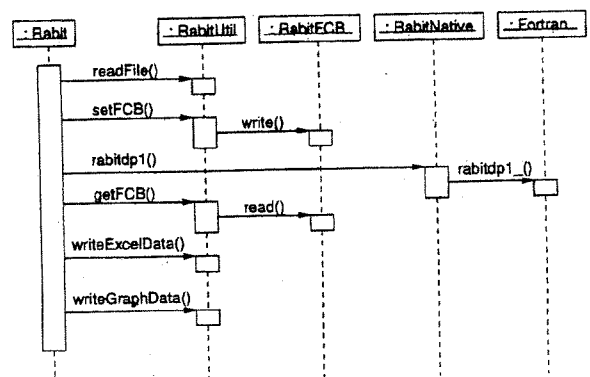 : Rabit
: RabitUtil
: RabitFCB
: RabitNative
: Fortran
readFile()
setFCB()
write()
rabitdp1()
rabitdp1_()
getFCB()
read()
writeExcelData()
writeGraphData()